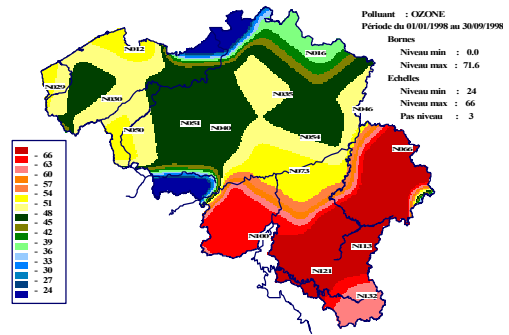 Polluant : OZONE
Période du 01/01/1998 au 30/09/1998
Bornes
Niveau min : 0.0
Niveau max : 71.6
Echelles
Niveau min : 24
Niveau max : 66
Pas niveau : 3
N012
N016
N029
N030
N035
N046
N050
N051
N040
N054
N066
N073
N100
N113
N121
N132
- 66
- 63
- 60
- 57
- 54
- 51
- 48
- 45
- 42
- 39
- 36
- 33
- 30
- 27
- 24